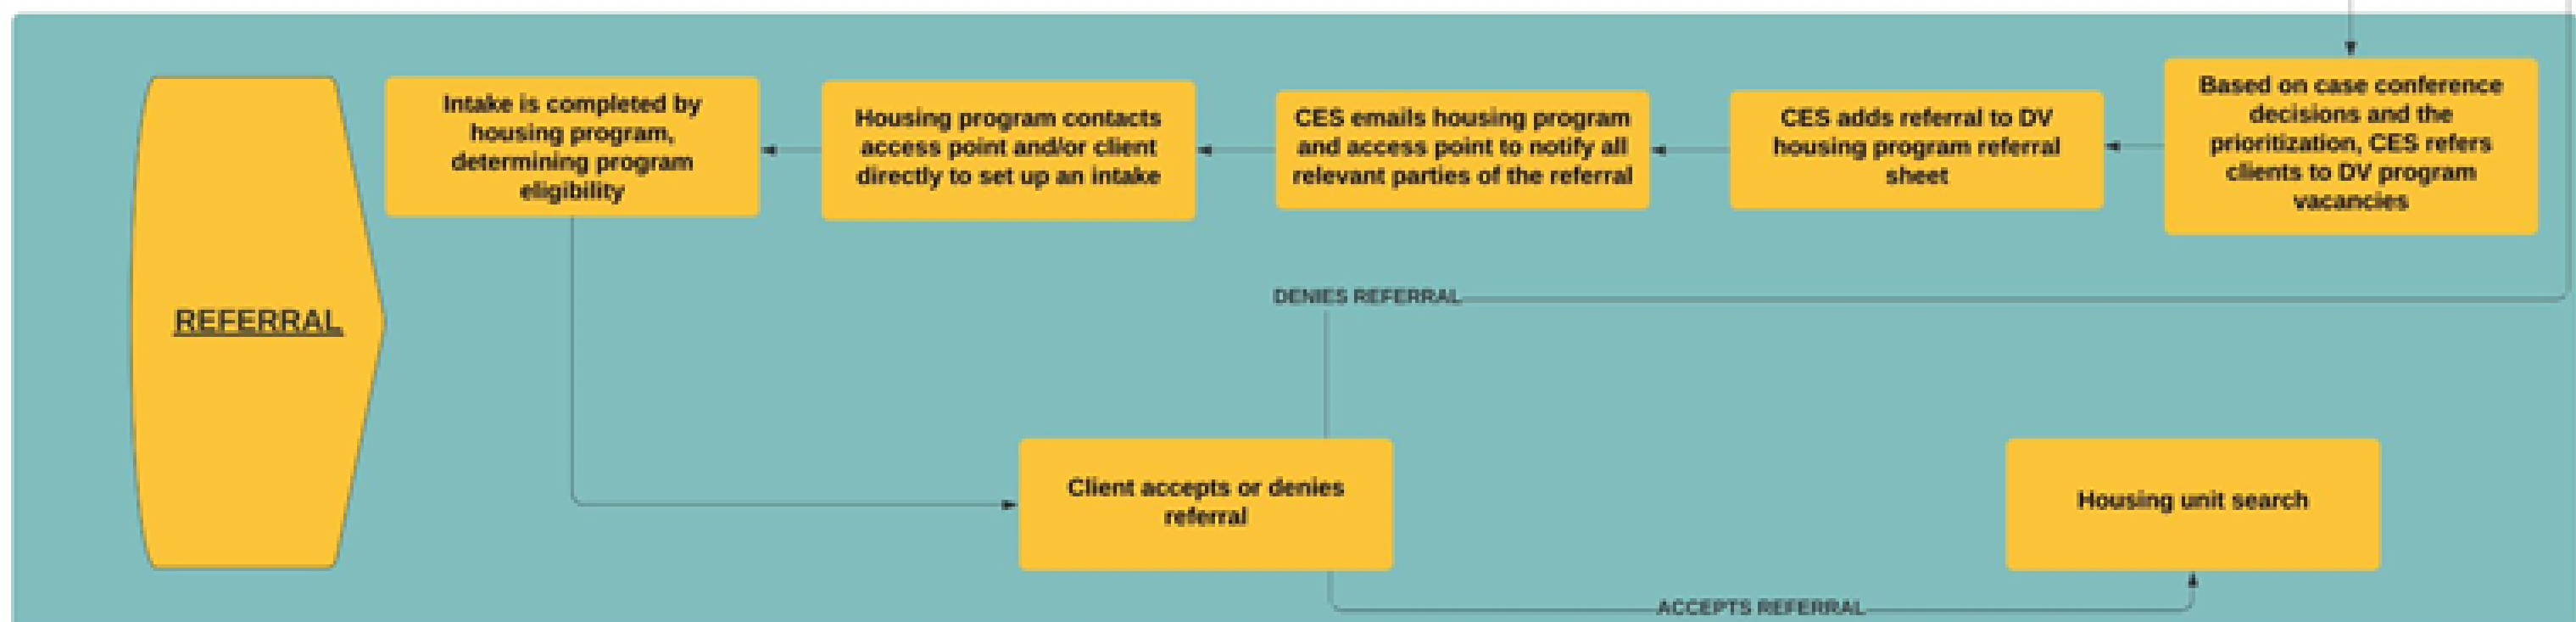 REFERRAL
Intake is completed by
housing program,
determining program
eligibility
Housing program contacts
access point and/or client
directly to set up an intake
CES emails housing program
and access point to notify all
relevant parties of the referral
CES adds referral to DV
housing program referral
sheet
Based on case conference
decisions and the
prioritization, CES refers
clients to DV program
vacancies
DENIES REFERRAL
Client accepts or denies
referral
Housing unit search
ACCEPTS REFERRAL